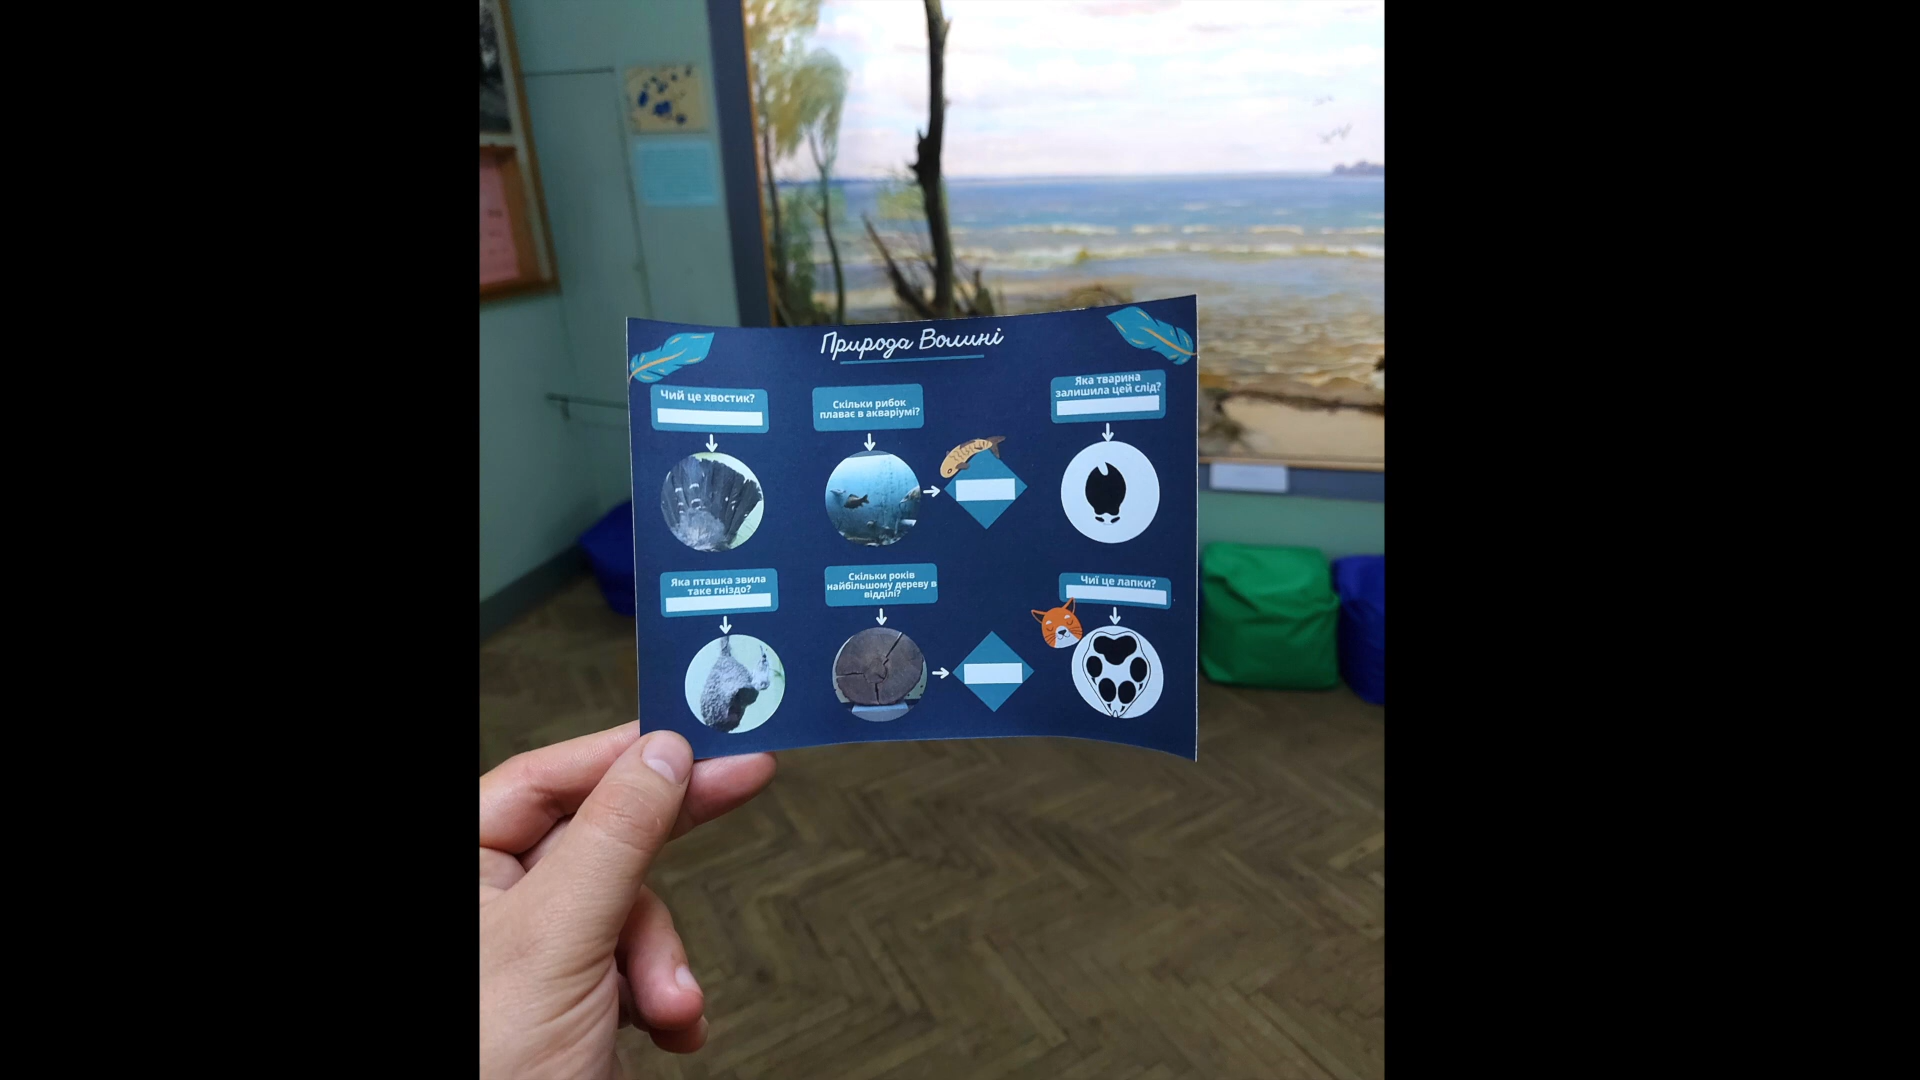 Природа Волині
Чий це хвостик?
Скільки рибок
плаває в акваріумі?
Яка тварина
залишила цей слід?
Яка пташка звила
таке гніздо?
Скільки років
найбільшому дереву в
відділі?
Чиї це лапки?